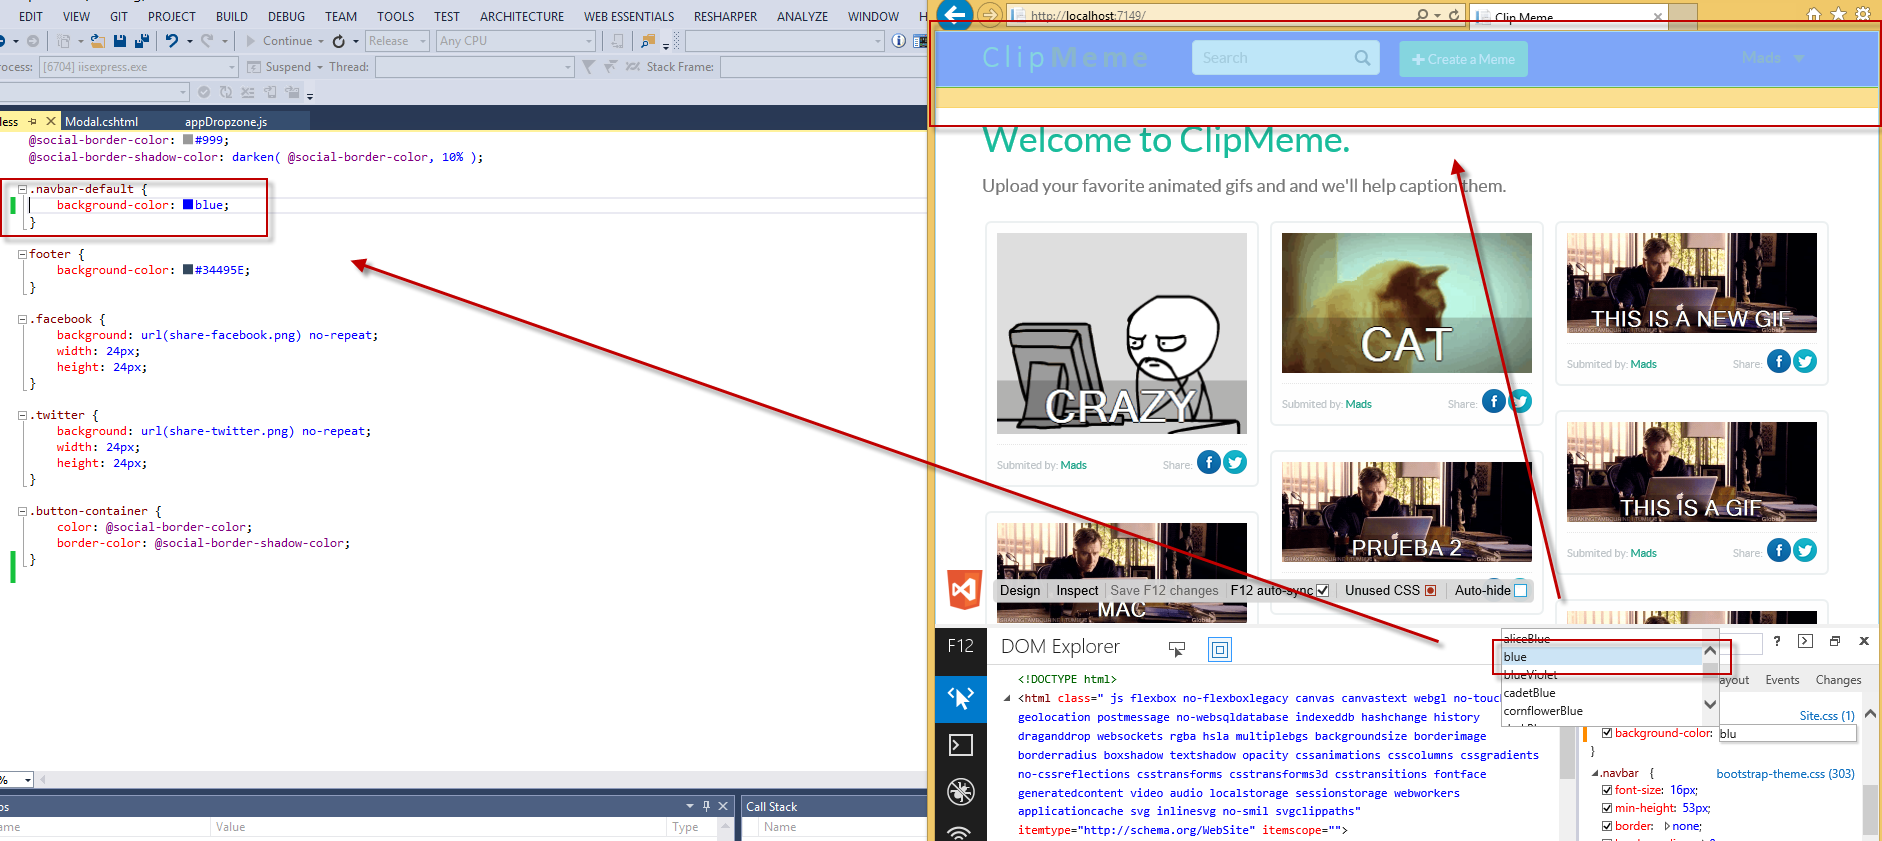 EDIT VIEW GIT PROJECT BUILD DEBUG TEAM TOOLS TEST ARCHITECTURE WEB ESSENTIALS RESHARPER ANALYZE WINDOW H
Continue Release Any CPU
rocess: [6704] iisexpress.exe Suspend Thread: Stack Frame:
less Modal.cshtml appDropzone.js
@social-border-color: #999;
@social-border-shadow-color: darken( @social-border-color, 10% );
.navbar-default {
background-color: blue;
}
footer {
background-color: #34495E;
}
.facebook {
background: url(share-facebook.png) no-repeat;
width: 24px;
height: 24px;
}
.twitter {
background: url(share-twitter.png) no-repeat;
width: 24px;
height: 24px;
}
.button-container {
color: @social-border-color;
border-color: @social-border-shadow-color;
}
%
os
ame Value Type
Call Stack
Name
http://localhost:7149/
Clip Meme
ClipMeme Search Create a Meme Mads
Welcome to ClipMeme.
Upload your favorite animated gifs and and we'll help caption them.
CRAZY
Submited by: Mads Share:
CAT
Submited by: Mads Share:
THIS IS A NEW GIF
Submited by: Mads Share:
MAC
PRUEBA 2
THIS IS A GIF
Submited by: Mads Share:
Design Inspect Save F12 changes F12 auto-sync Unused CSS Auto-hide
F12 DOM Explorer
aliceBlue
blue
blueViolet
cadetBlue
cornflowerBlue
?
ayout Events Changes
<!DOCTYPE html>
<html class=" js flexbox no-flexboxlegacy canvas canvastext webgl no-touc
geolocation postmessage no-websqldatabase indexeddb hashchange history
draganddrop websockets rgba hsla multiplebgs backgroundsize borderimage
borderradius boxshadow textshadow opacity cssanimations csscolumns cssgradients
no-cssreflections csstransforms csstransforms3d csstransitions fontface
generatedcontent video audio localstorage sessionstorage webworkers
applicationcache svg inlinesvg no-smil svgclippaths"
itemtype="http://schema.org/WebSite" itemscope="">
Site.css (1)
background-color: blu
}
.navbar { bootstrap-theme.css (303)
font-size: 16px;
min-height: 53px;
border: none;